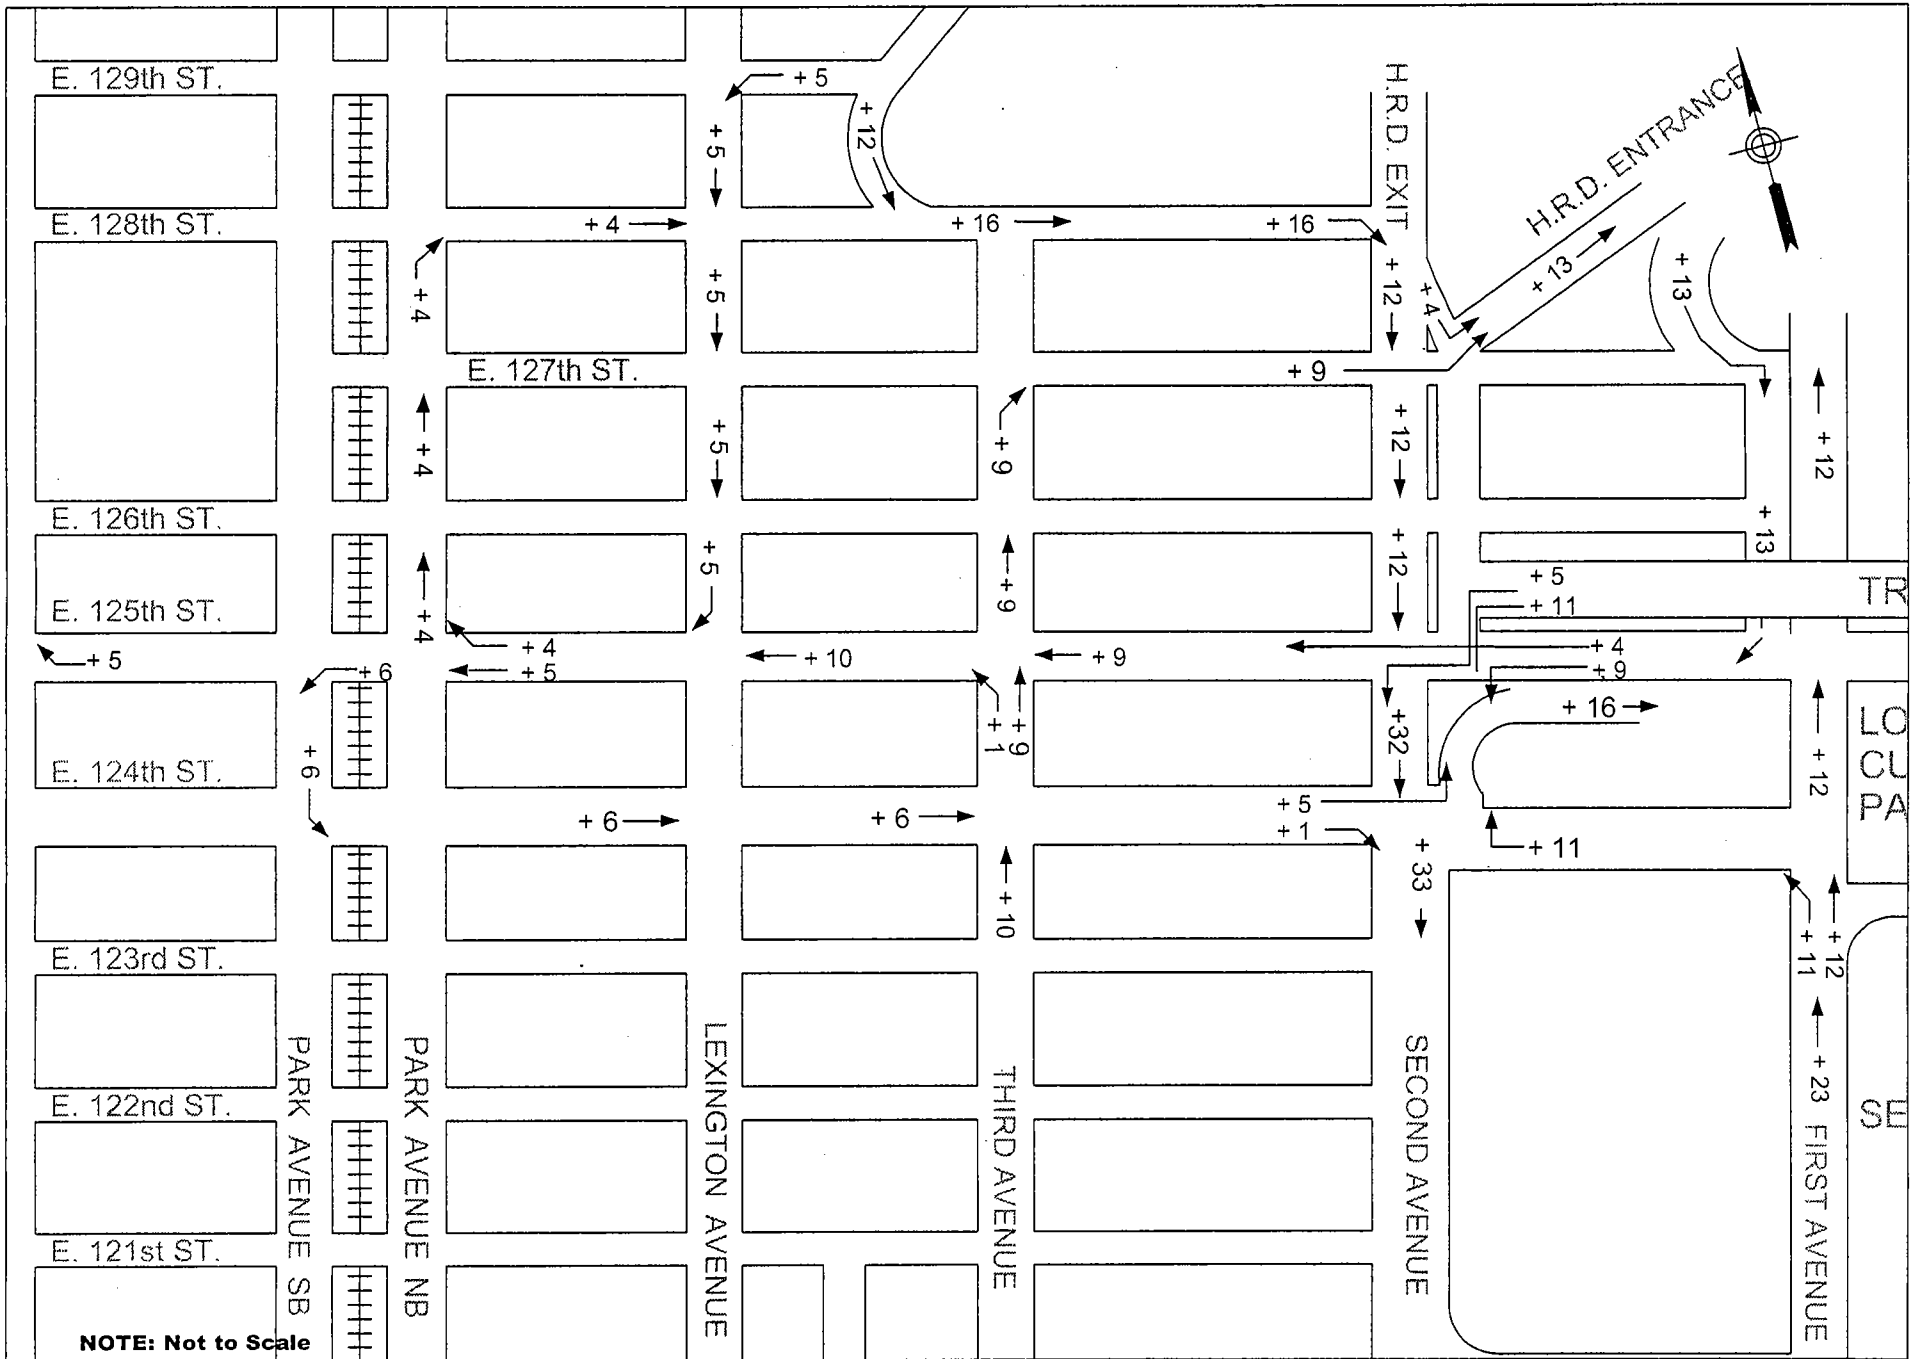 E. 129th ST.
+ 5
+ 12
+ 5
H.R.D. EXIT
H.R.D. ENTRANCE
E. 128th ST.
+ 4
+ 16
+ 16
+ 4
+ 5
+ 12
+ 4
+ 13
+ 13
E. 127th ST.
+ 9
+ 4
+ 5
+ 9
+ 12
+ 12
E. 126th ST.
+ 13
+ 5
+ 12
+ 5
+ 11
TR
E. 125th ST.
+ 4
+ 9
+ 5
+ 6
+ 4
+ 5
+ 10
+ 9
+ 4
+ 9
+ 16
+ 1
+ 9
+32
LO
CU
PA
E. 124th ST.
+ 6
+ 12
+ 6
+ 6
+ 5
+ 1
+ 11
+ 33
+ 10
+ 11
+ 12
E. 123rd ST.
+ 23
E. 122nd ST.
SE
E. 121st ST.
PARK AVENUE SB
PARK AVENUE NB
LEXINGTON AVENUE
THIRD AVENUE
SECOND AVENUE
FIRST AVENUE
NOTE: Not to Scale